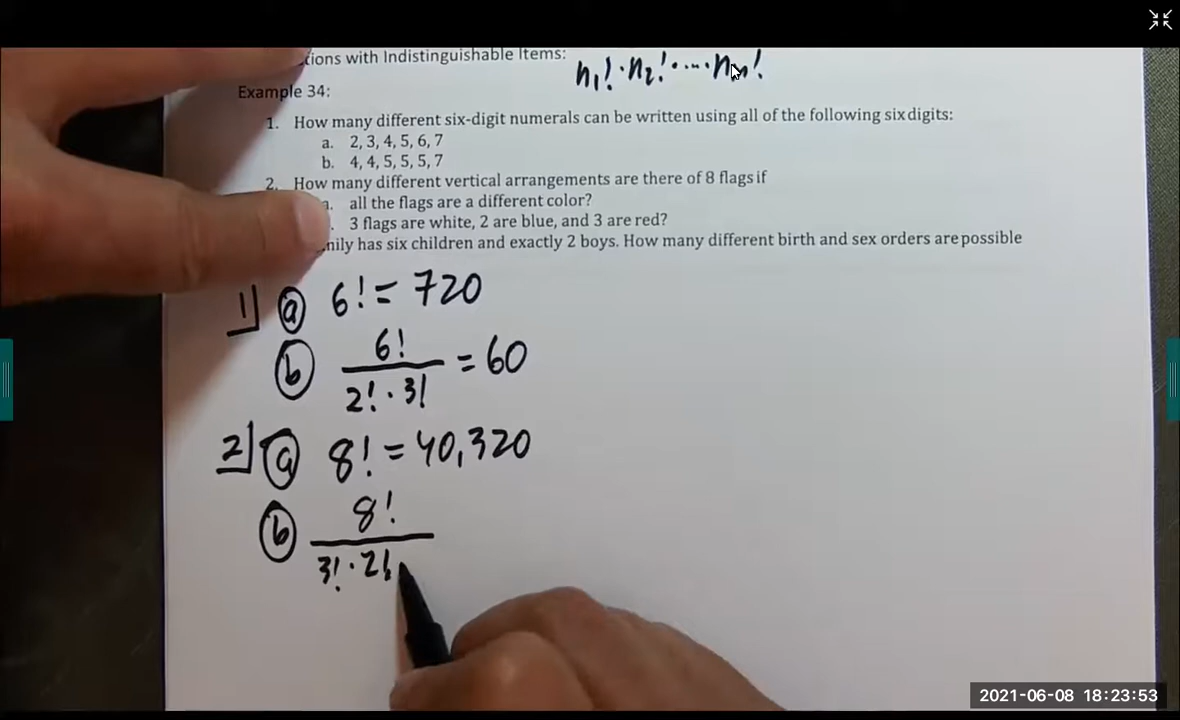 tions with Indistinguishable Items:
n₁! · n₂! · ... · nₘ!
Example 34:
1. How many different six-digit numerals can be written using all of the following six digits:
a. 2, 3, 4, 5, 6, 7
b. 4, 4, 5, 5, 5, 7
2. How many different vertical arrangements are there of 8 flags if
a. all the flags are a different color?
. 3 flags are white, 2 are blue, and 3 are red?
mily has six children and exactly 2 boys. How many different birth and sex orders are possible
1) a 6! = 720
b 6! / 2! · 3! = 60
2) a 8! = 40,320
b 8! / 3! · 2!
2021-06-08 18:23:53